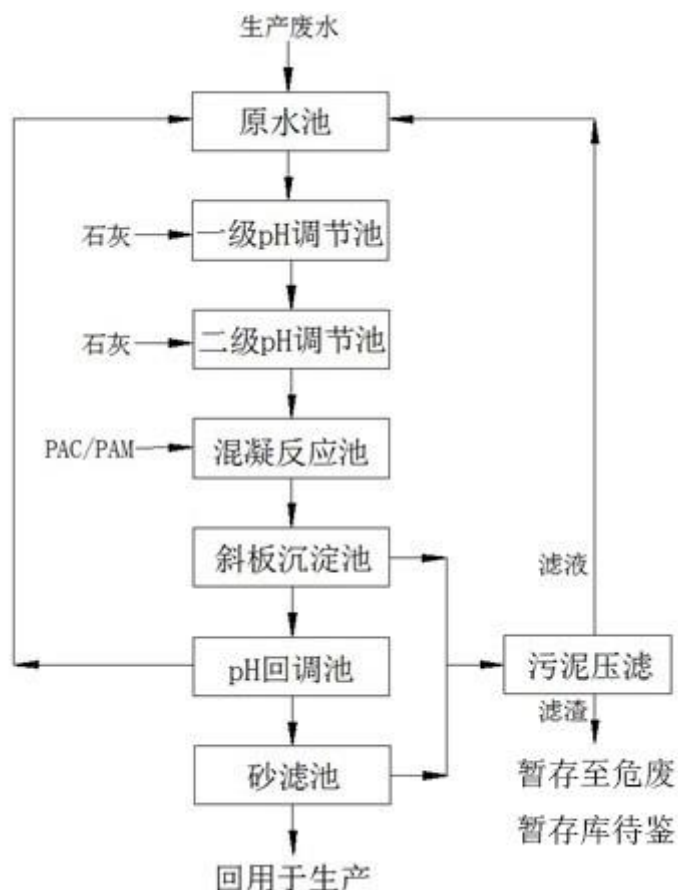 生产废水
原水池
石灰
一级pH调节池
石灰
二级pH调节池
PAC/PAM
混凝反应池
斜板沉淀池
滤液
pH回调池
污泥压滤
滤渣
砂滤池
暂存至危废
暂存库待鉴
回用于生产